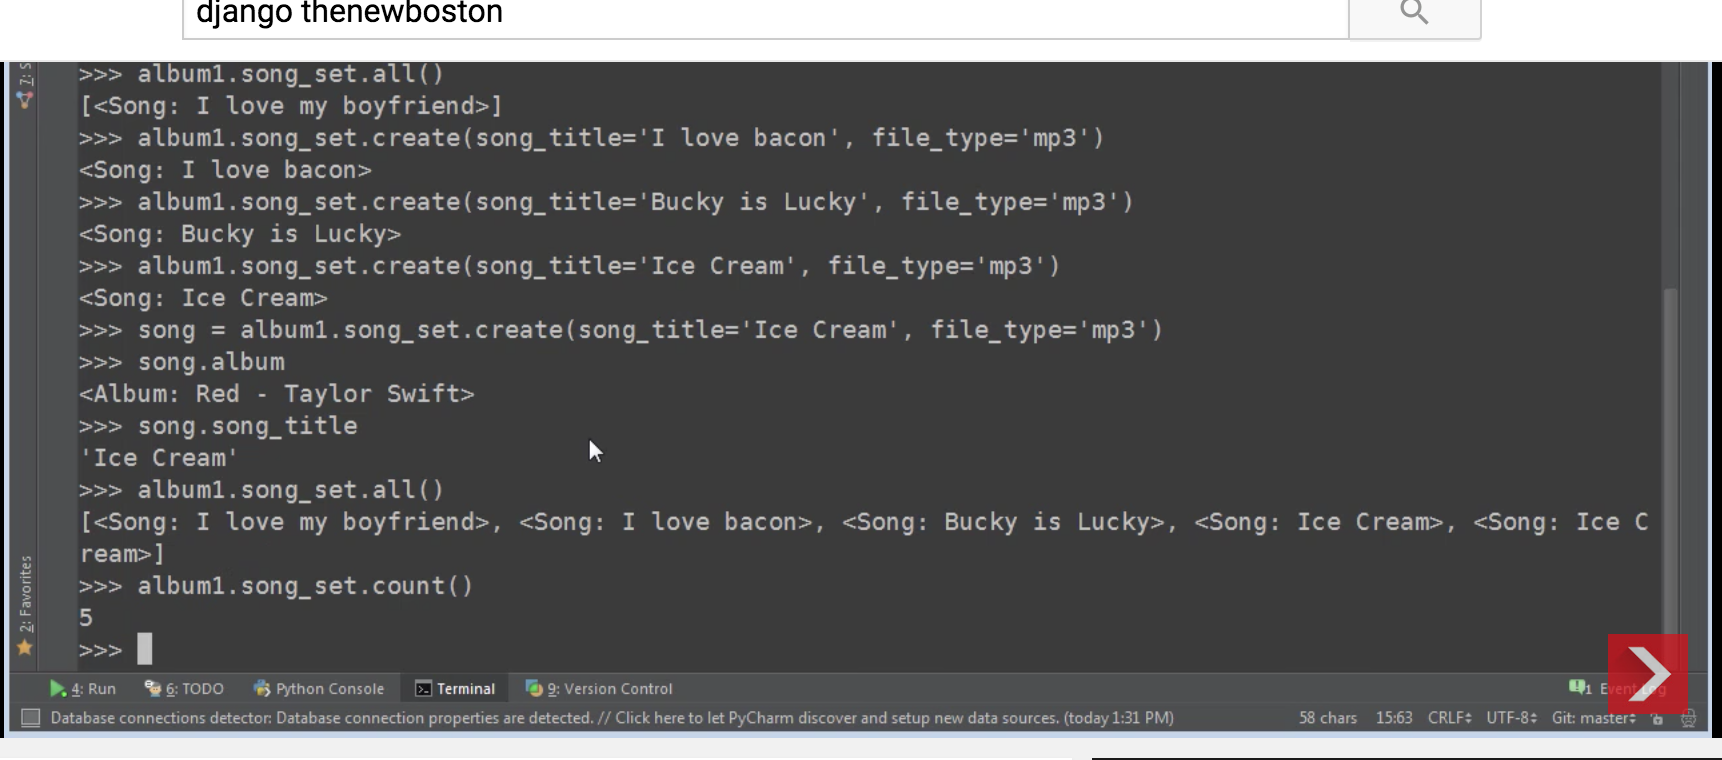 django thenewboston
>>> album1.song_set.all()
[<Song: I love my boyfriend>]
>>> album1.song_set.create(song_title='I love bacon', file_type='mp3')
<Song: I love bacon>
>>> album1.song_set.create(song_title='Bucky is Lucky', file_type='mp3')
<Song: Bucky is Lucky>
>>> album1.song_set.create(song_title='Ice Cream', file_type='mp3')
<Song: Ice Cream>
>>> song = album1.song_set.create(song_title='Ice Cream', file_type='mp3')
>>> song.album
<Album: Red - Taylor Swift>
>>> song.song_title
'Ice Cream'
>>> album1.song_set.all()
[<Song: I love my boyfriend>, <Song: I love bacon>, <Song: Bucky is Lucky>, <Song: Ice Cream>, <Song: Ice C
ream>]
>>> album1.song_set.count()
5
>>>
2: Favorites
4: Run 6: TODO Python Console Terminal 9: Version Control 1 Event Log
Database connections detector: Database connection properties are detected. // Click here to let PyCharm discover and setup new data sources. (today 1:31 PM) 58 chars 15:63 CRLF UTF-8 Git: master